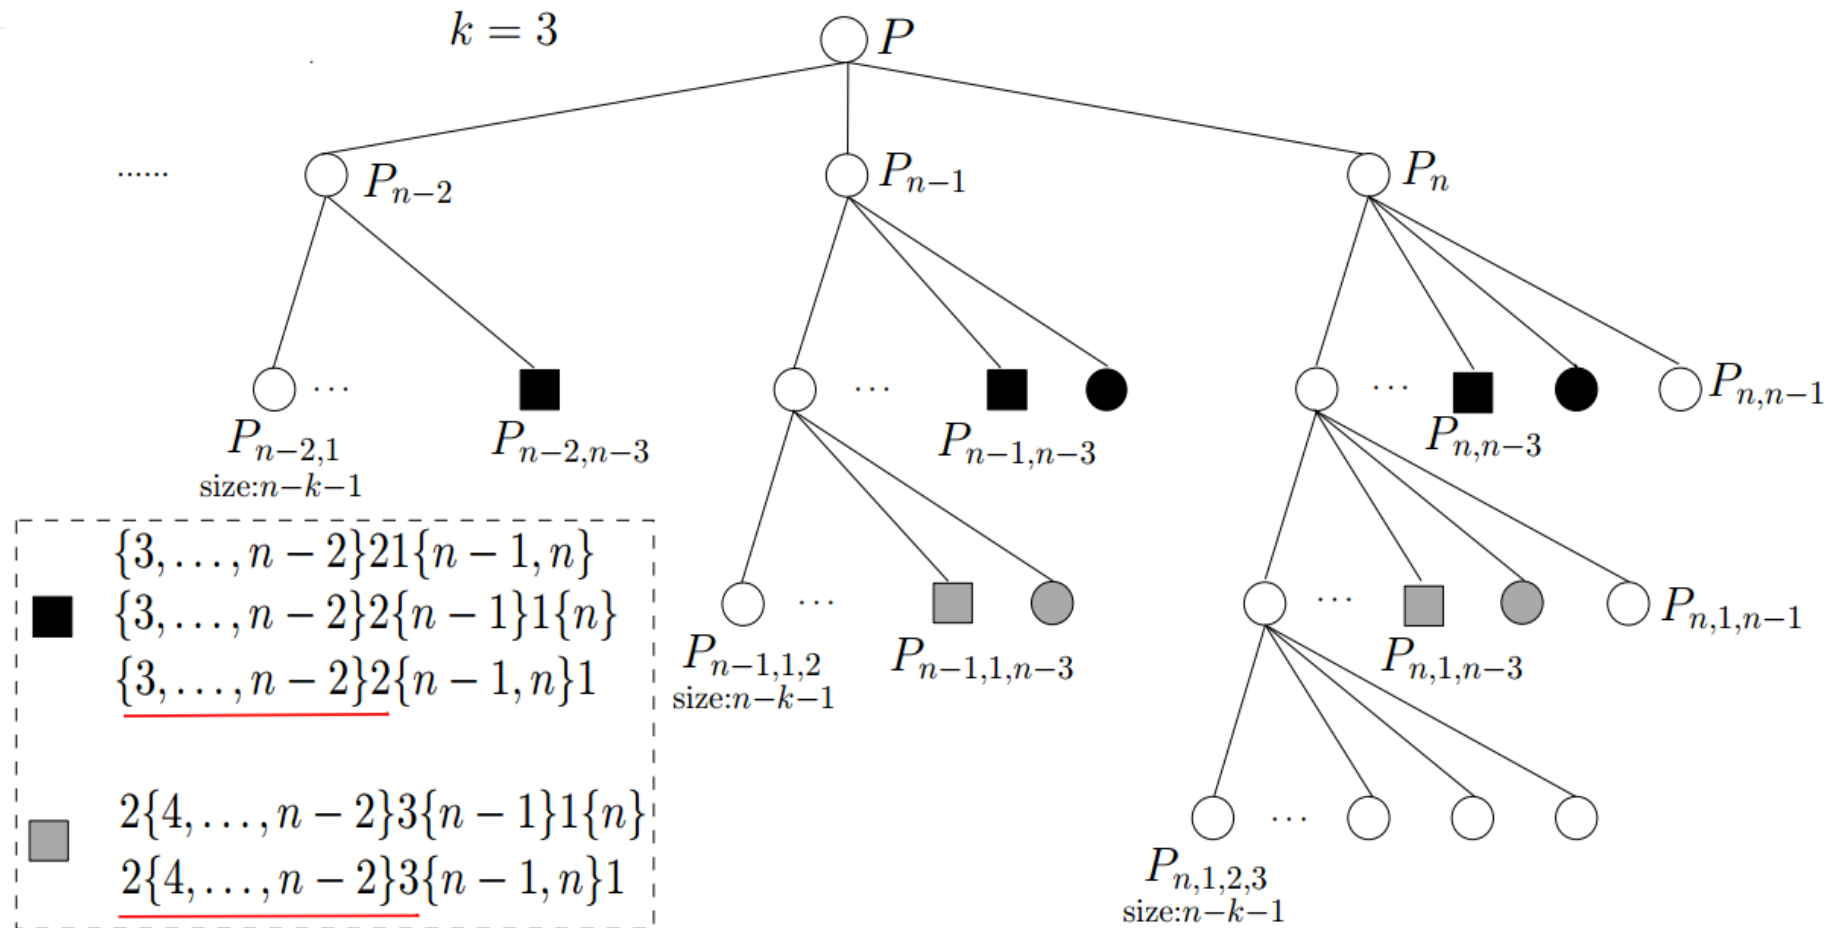 k = 3
P
......
P_{n−2}
P_{n−1}
P_n
...
...
...
P_{n,n−1}
P_{n−2,1}
size:n−k−1
P_{n−2,n−3}
P_{n−1,n−3}
P_{n,n−3}
{3, . . . , n − 2}21{n − 1, n}
{3, . . . , n − 2}2{n − 1}1{n}
{3, . . . , n − 2}2{n − 1, n}1
2{4, . . . , n − 2}3{n − 1}1{n}
2{4, . . . , n − 2}3{n − 1, n}1
...
...
P_{n,1,n−1}
P_{n−1,1,2}
size:n−k−1
P_{n−1,1,n−3}
P_{n,1,n−3}
...
P_{n,1,2,3}
size:n−k−1